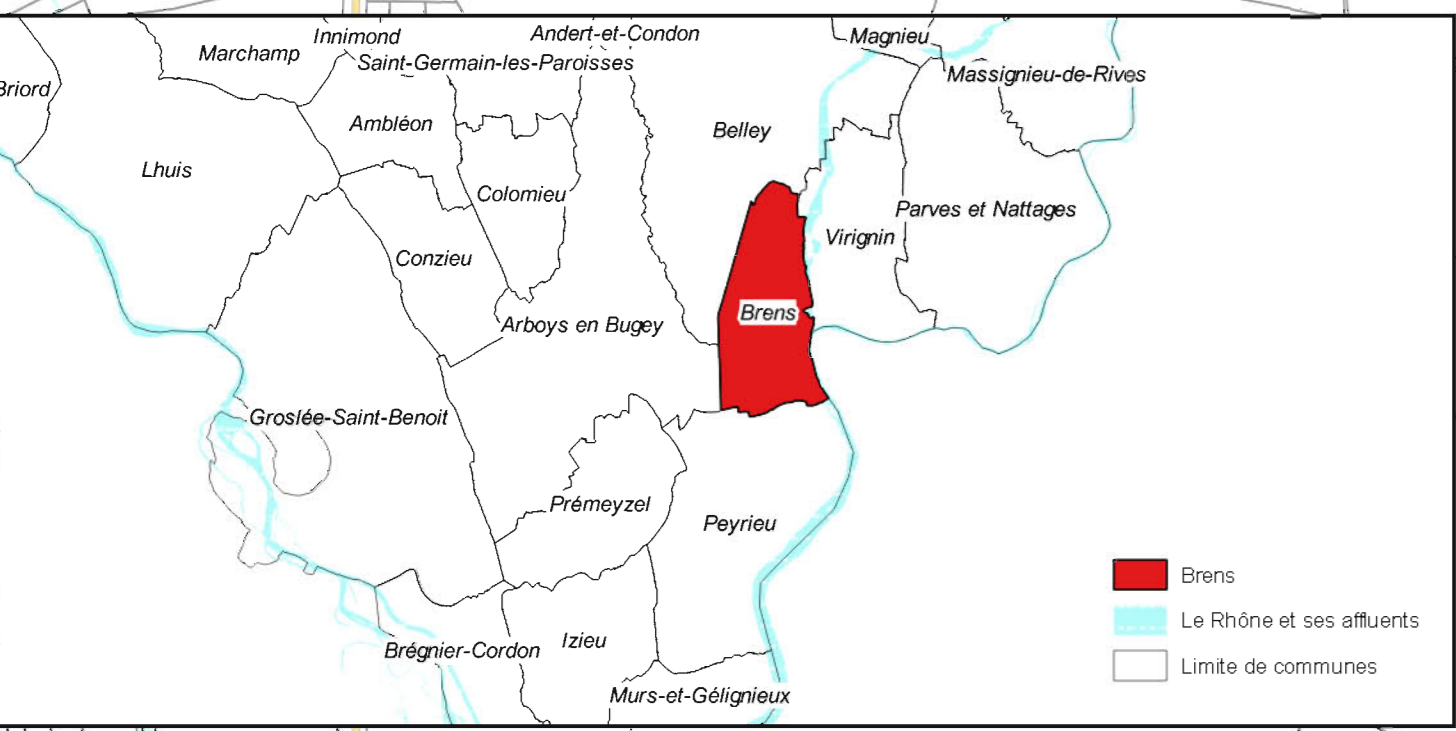 Innimond
Andert-et-Condon
Magnieu
Marchamp
Saint-Germain-les-Paroisses
Massignieu-de-Rives
Briord
Ambléon
Belley
Lhuis
Colomieu
Parves et Nattages
Virignin
Conzieu
Brens
Arboys en Bugey
Groslée-Saint-Benoit
Prémeyzel
Peyrieu
Brens
Le Rhône et ses affluents
Izieu
Brégnier-Cordon
Limite de communes
Murs-et-Gélignieux